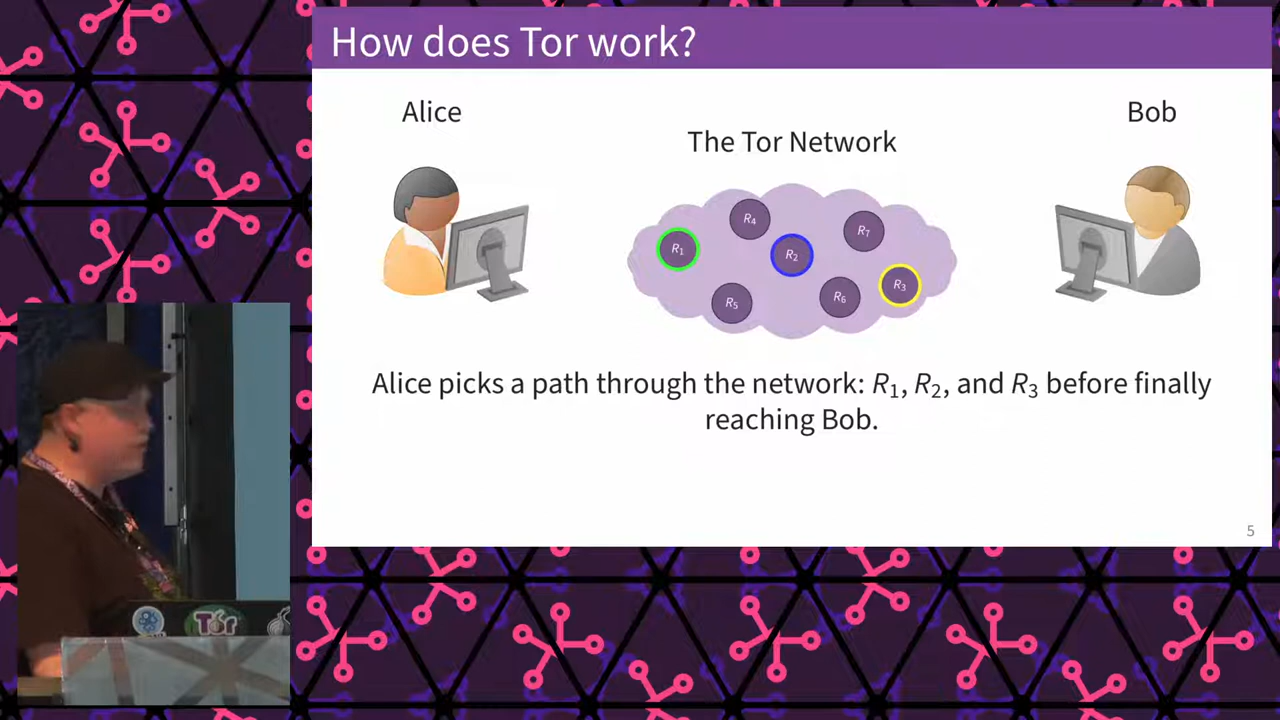 How does Tor work?
Alice
Bob
The Tor Network
R4
R7
R1
R2
R3
R6
R5
Alice picks a path through the network: R1, R2, and R3 before finally
reaching Bob.
5
Tor